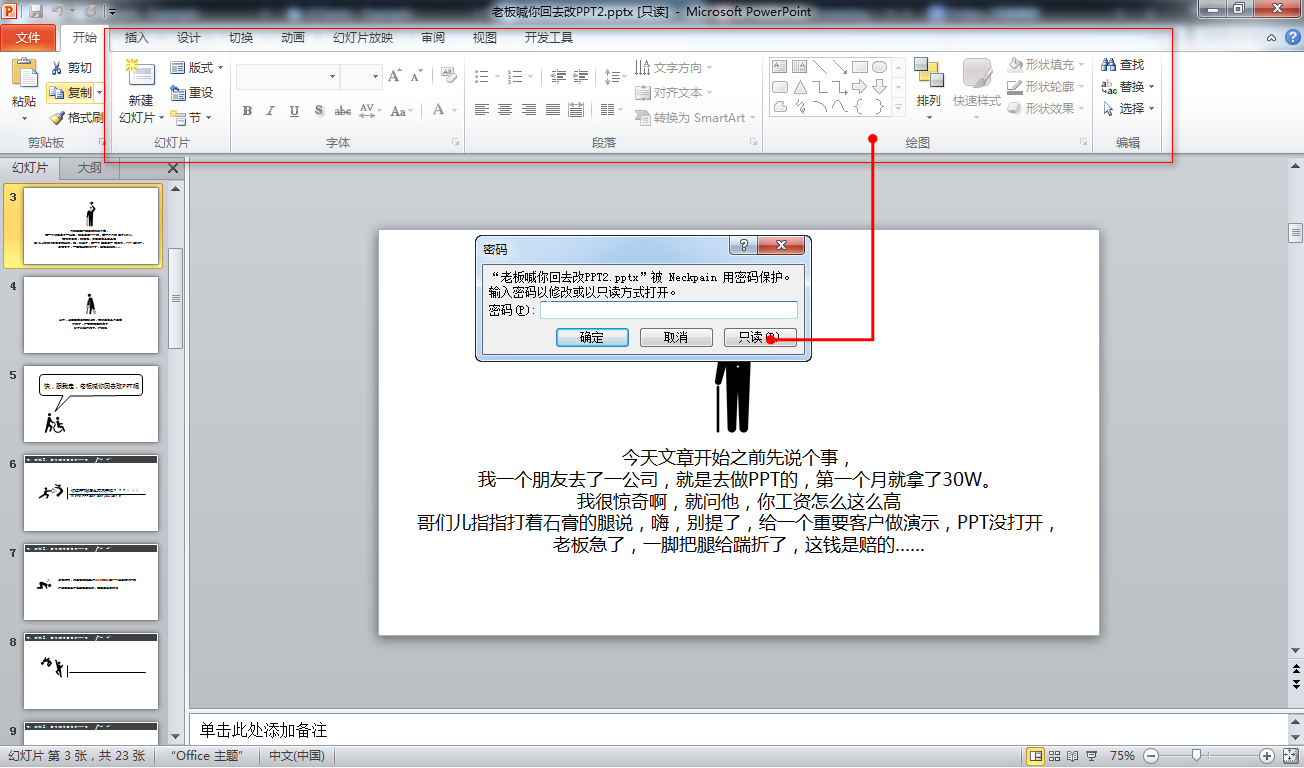 老板喊你回去改PPT2.pptx [只读] - Microsoft PowerPoint
文件 开始 插入 设计 切换 动画 幻灯片放映 审阅 视图 开发工具
剪切 版式 文字方向 形状填充 查找
复制 重设 对齐文本 形状轮廓 替换
粘贴 格式刷 新建 幻灯片 节 转换为 SmartArt 排列 快速样式 形状效果 选择
B I U S abc AV Aa A
剪贴板 幻灯片 字体 段落 绘图 编辑
幻灯片 大纲
3
4
5
快，跟我走，老板喊你回去改PPT呢
6
7
8
9
密码
“老板喊你回去改PPT2.pptx”被 Neckpain 用密码保护。
输入密码以修改或以只读方式打开。
密码(P):
确定 取消 只读(R)
今天文章开始之前先说个事，
我一个朋友去了一公司，就是去做PPT的，第一个月就拿了30W。
我很惊奇啊，就问他，你工资怎么这么高
哥们儿指指打着石膏的腿说，嗨，别提了，给一个重要客户做演示，PPT没打开，
老板急了，一脚把腿给踹折了，这钱是赔的......
单击此处添加备注
幻灯片 第 3 张，共 23 张 “Office 主题” 中文(中国) 75%